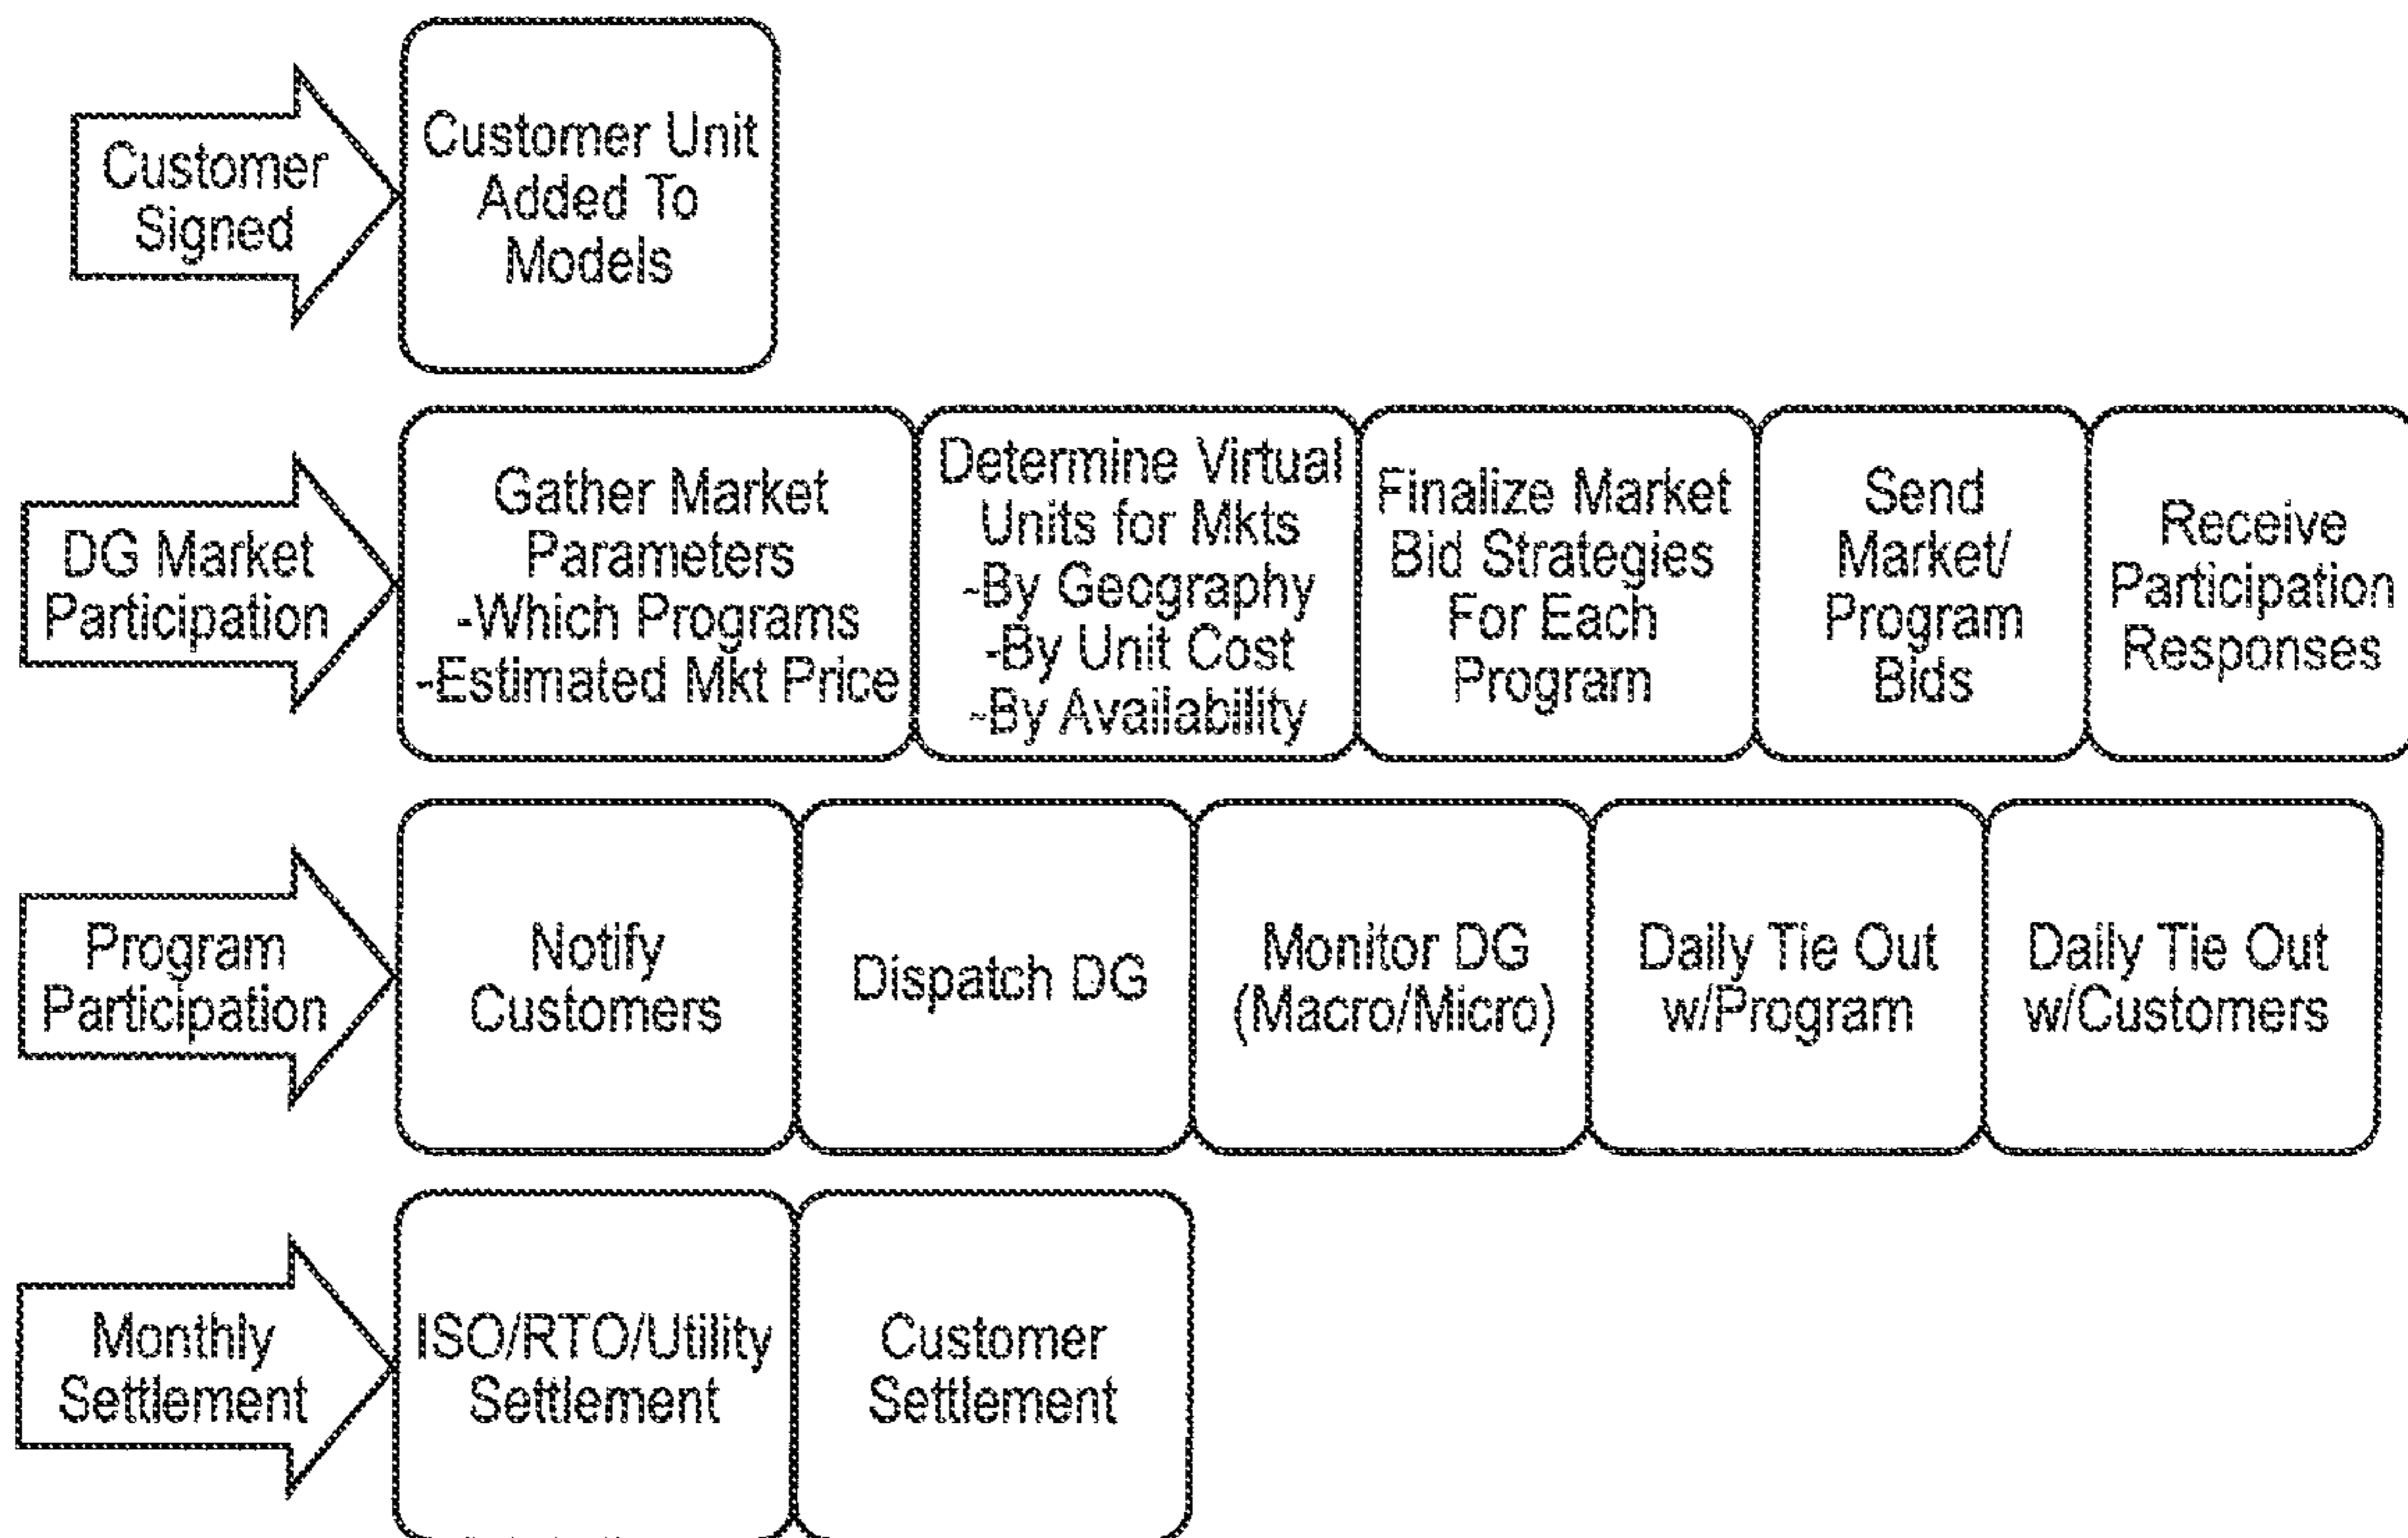 Customer
Signed
Customer Unit
Added To
Models
DG Market
Participation
Gather Market
Parameters
-Which Programs
-Estimated Mkt Price
Determine Virtual
Units for Mkts
-By Geography
-By Unit Cost
-By Availability
Finalize Market
Bid Strategies
For Each
Program
Send
Market/
Program
Bids
Receive
Participation
Responses
Program
Participation
Notify
Customers
Dispatch DG
Monitor DG
(Macro/Micro)
Daily Tie Out
w/Program
Daily Tie Out
w/Customers
Monthly
Settlement
ISO/RTO/Utility
Settlement
Customer
Settlement